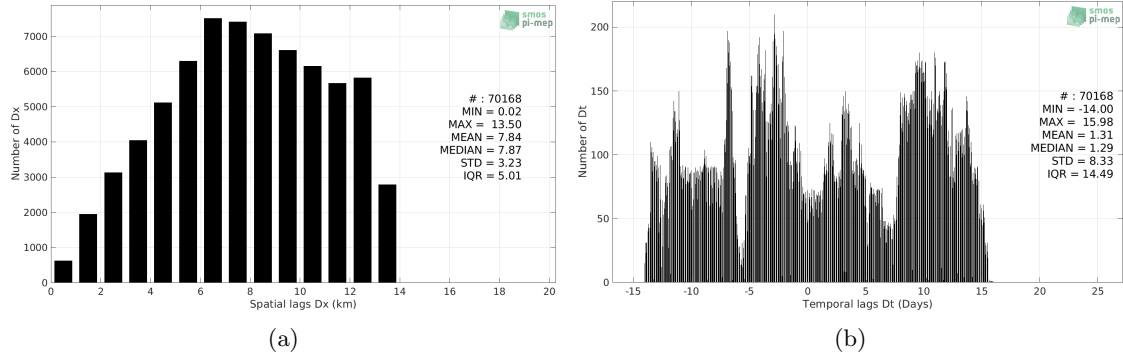 smos
pi-mep
7000
6000
5000
4000
3000
2000
1000
0
Number of Dx
# : 70168
MIN = 0.02
MAX = 13.50
MEAN = 7.84
MEDIAN = 7.87
STD = 3.23
IQR = 5.01
0 2 4 6 8 10 12 14 16 18 20
Spatial lags Dx (km)
(a)
smos
pi-mep
200
150
100
50
0
Number of Dt
# : 70168
MIN = -14.00
MAX = 15.98
MEAN = 1.31
MEDIAN = 1.29
STD = 8.33
IQR = 14.49
-15 -10 -5 0 5 10 15 20 25
Temporal lags Dt (Days)
(b)